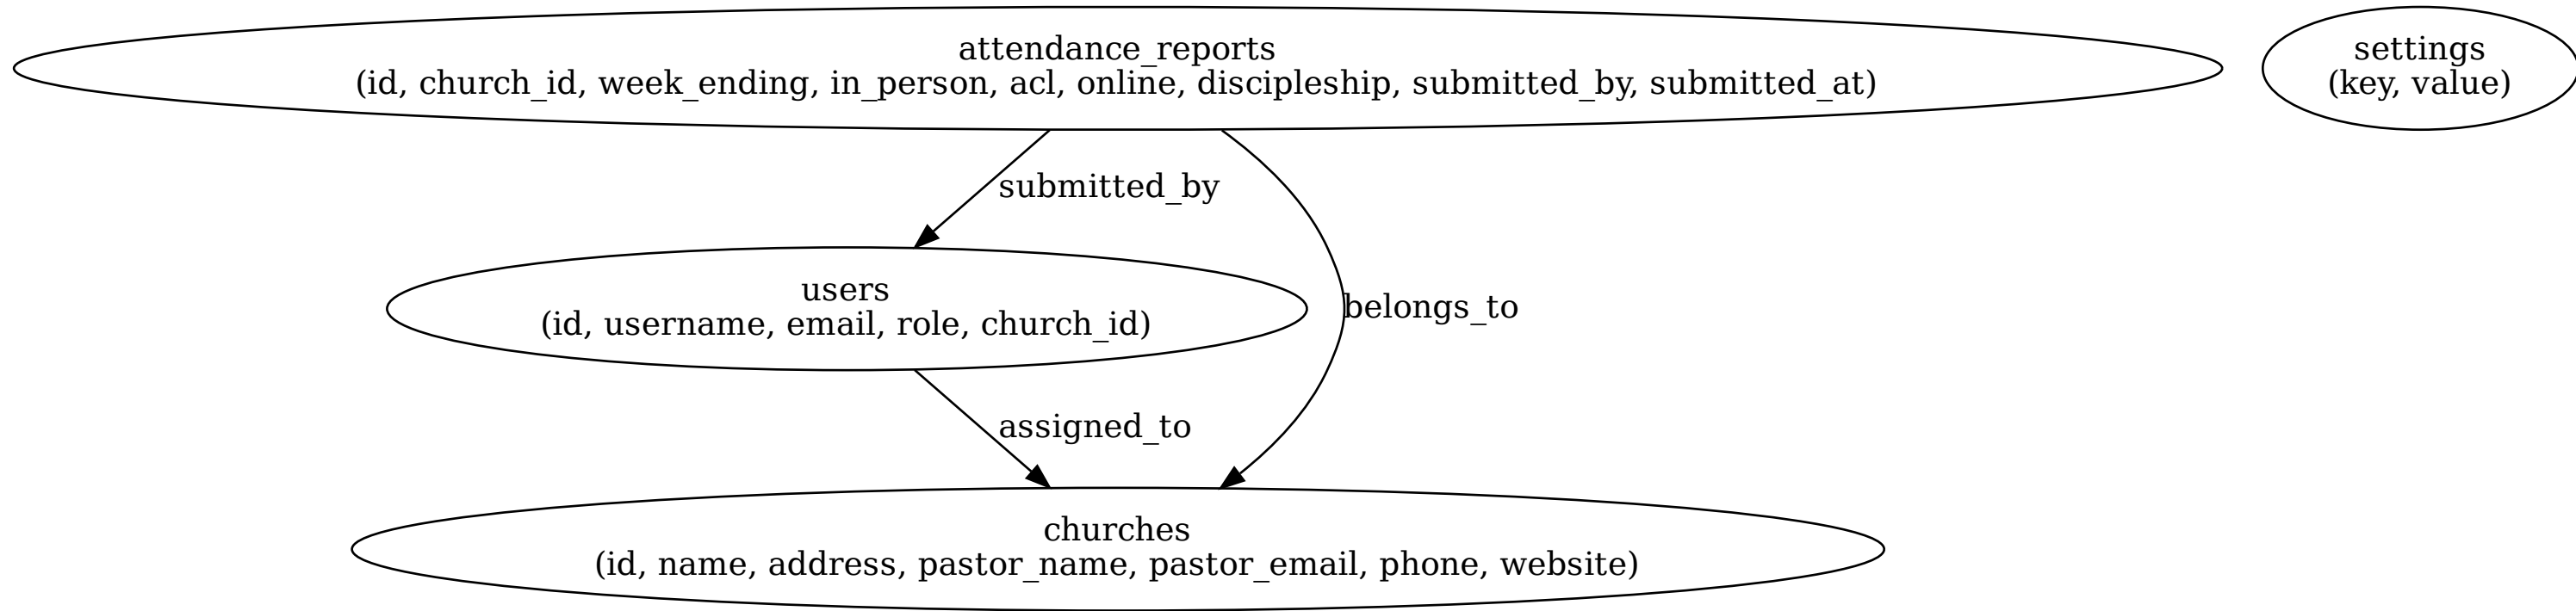 attendance_reports
(id, church_id, week_ending, in_person, acl, online, discipleship, submitted_by, submitted_at)
settings
(key, value)
submitted_by
users
(id, username, email, role, church_id)
belongs_to
assigned_to
churches
(id, name, address, pastor_name, pastor_email, phone, website)